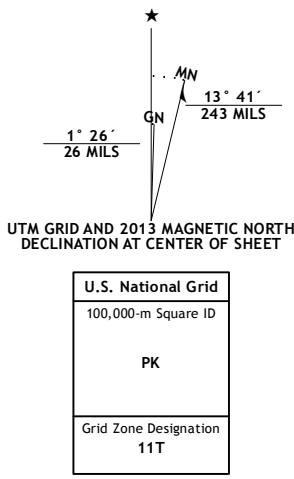 ★
MN
GN
13° 41´
243 MILS
1° 26´
26 MILS
UTM GRID AND 2013 MAGNETIC NORTH
DECLINATION AT CENTER OF SHEET
U.S. National Grid
100,000-m Square ID
PK
Grid Zone Designation
11T